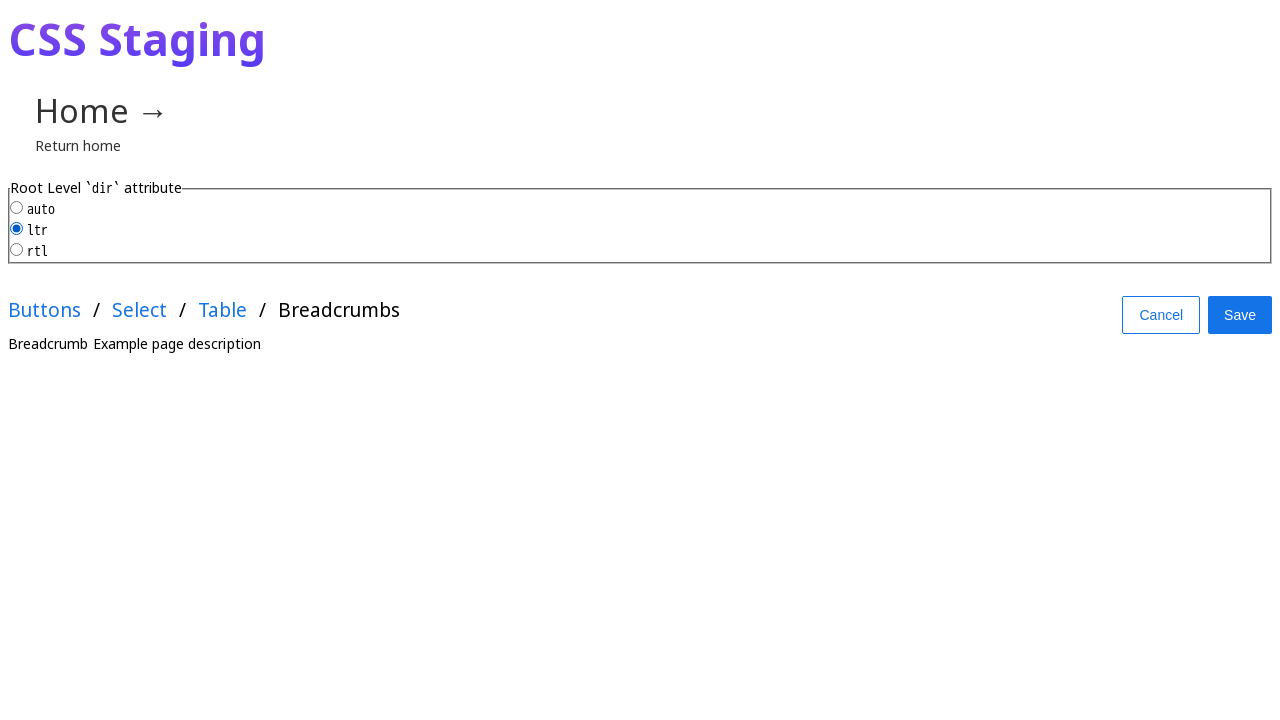 CSS Staging
Home →
Return home
Root Level `dir` attribute
auto
ltr
rtl
Buttons / Select / Table / Breadcrumbs
Cancel Save
Breadcrumb Example page description